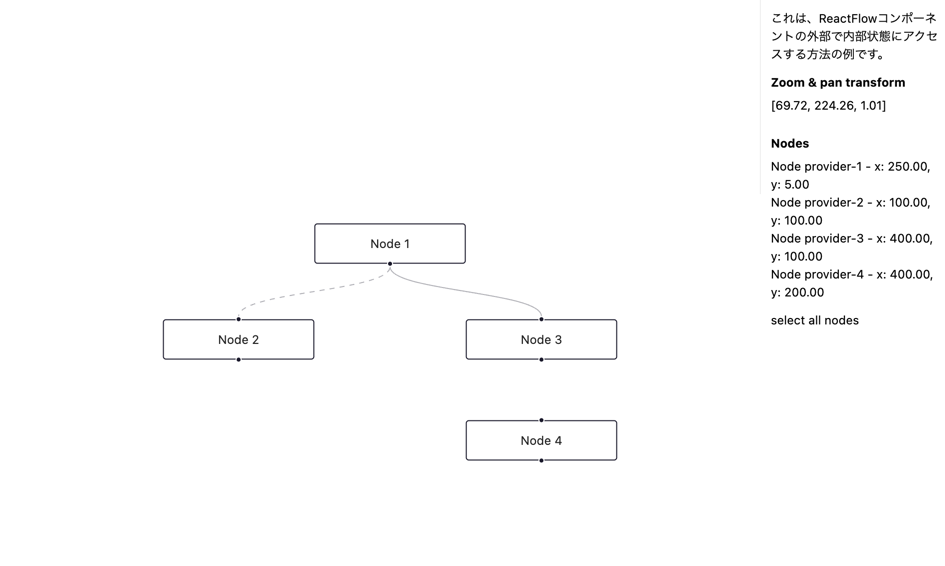 これは、ReactFlowコンポーネ
ントの外部で内部状態にアクセ
スする方法の例です。
Zoom & pan transform
[69.72, 224.26, 1.01]
Nodes
Node provider-1 - x: 250.00,
y: 5.00
Node provider-2 - x: 100.00,
y: 100.00
Node provider-3 - x: 400.00,
y: 100.00
Node provider-4 - x: 400.00,
y: 200.00
select all nodes
Node 1
Node 2
Node 3
Node 4